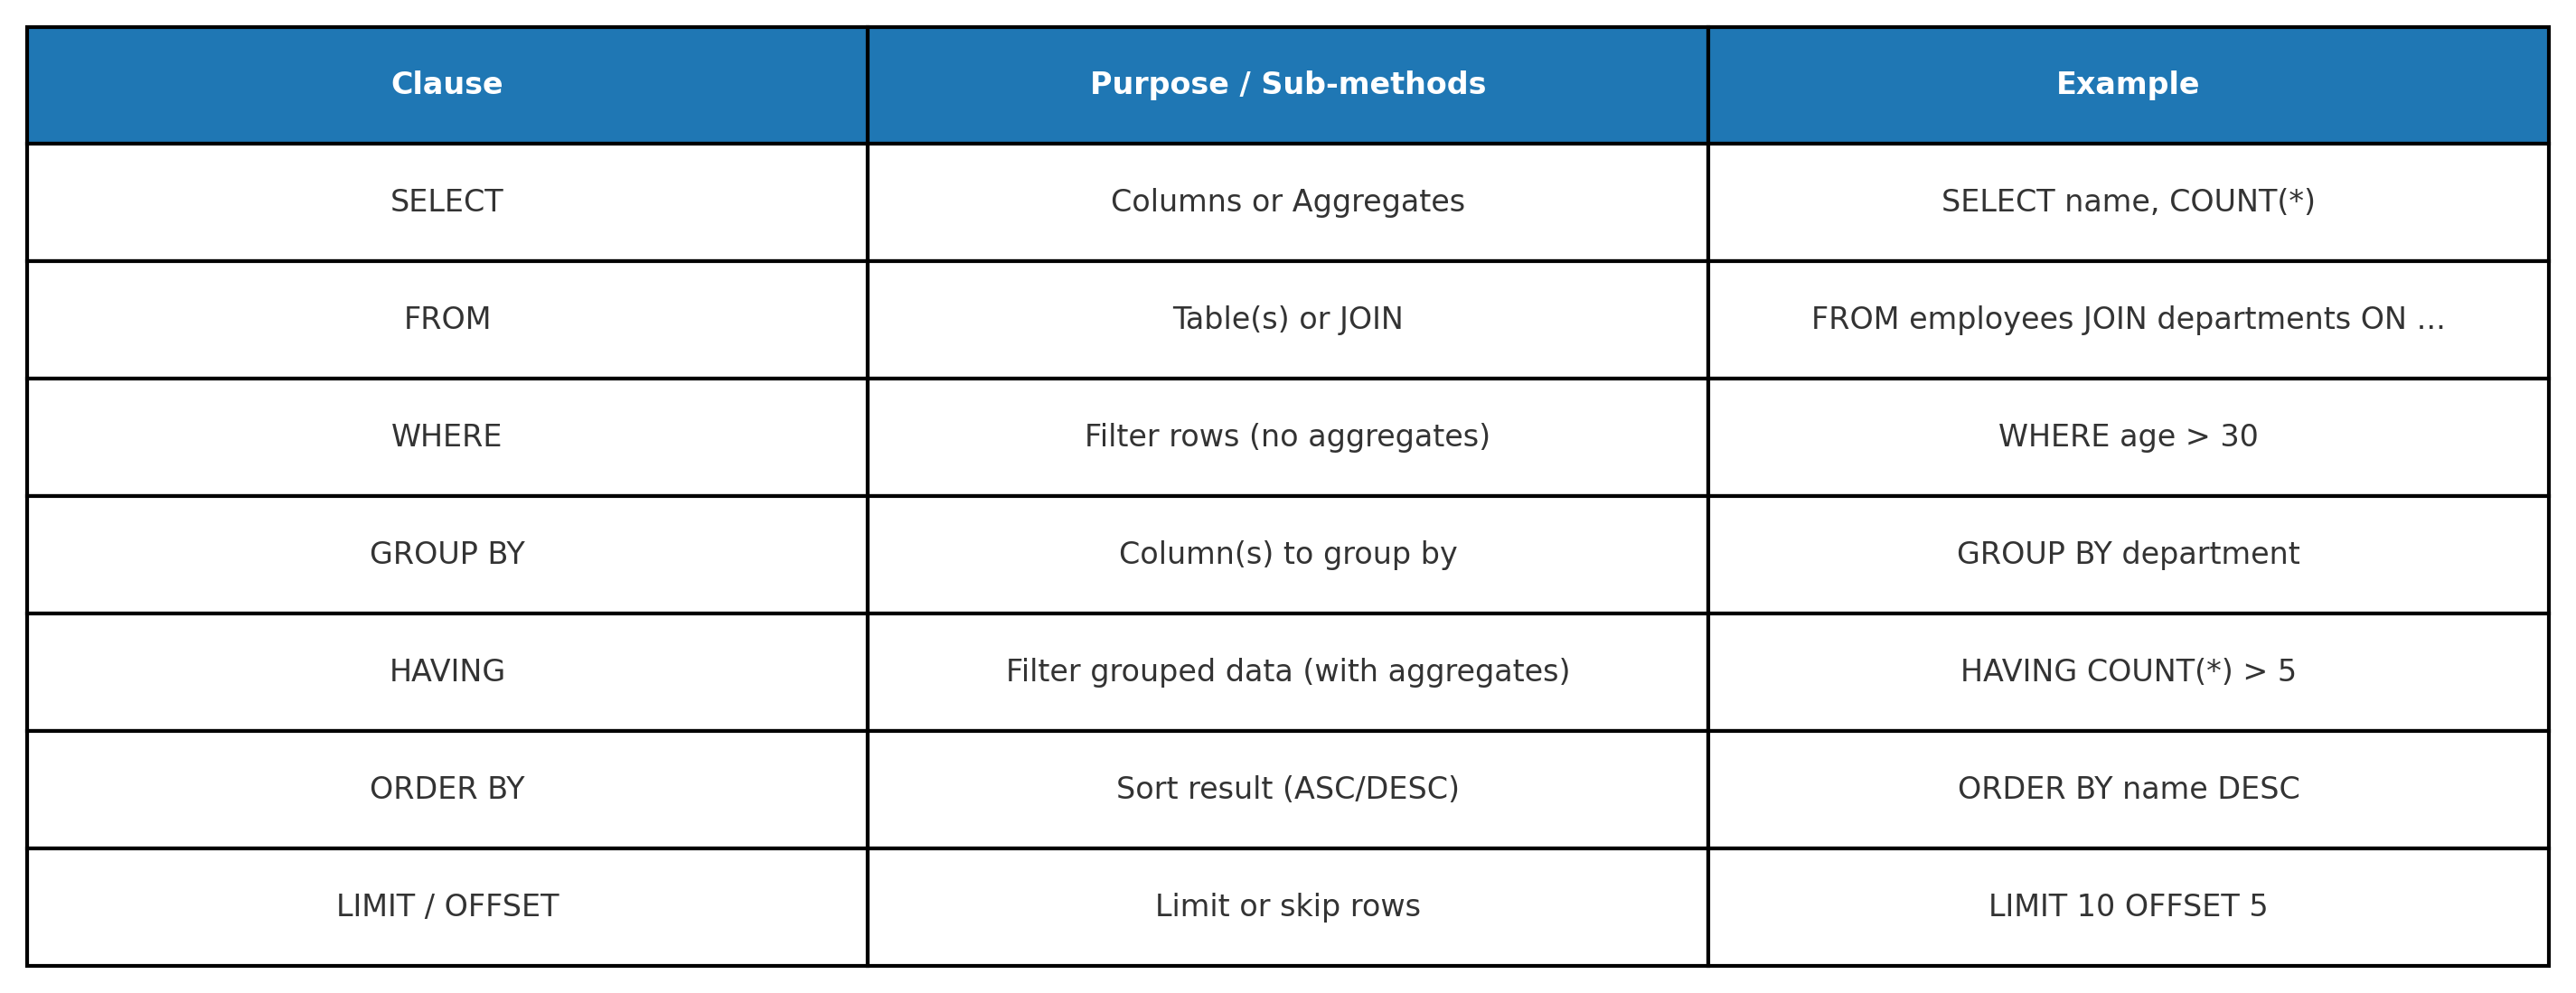 Clause Purpose / Sub-methods Example
SELECT Columns or Aggregates SELECT name, COUNT(*)
FROM Table(s) or JOIN FROM employees JOIN departments ON ...
WHERE Filter rows (no aggregates) WHERE age > 30
GROUP BY Column(s) to group by GROUP BY department
HAVING Filter grouped data (with aggregates) HAVING COUNT(*) > 5
ORDER BY Sort result (ASC/DESC) ORDER BY name DESC
LIMIT / OFFSET Limit or skip rows LIMIT 10 OFFSET 5